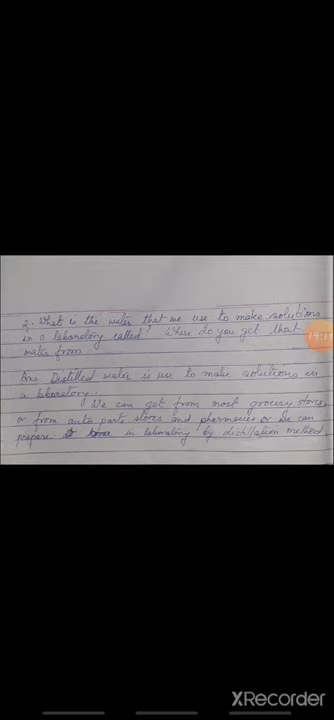 2. What is the water that we use to make solutions
in a laboratory called? Where do you get that
water from
Ans Distilled water is use to make solutions in
a laboratory.
We can get from most grocery stores
or from auto parts stores and pharmacies or we can
prepare in laboratory by distillation method
XRecorder